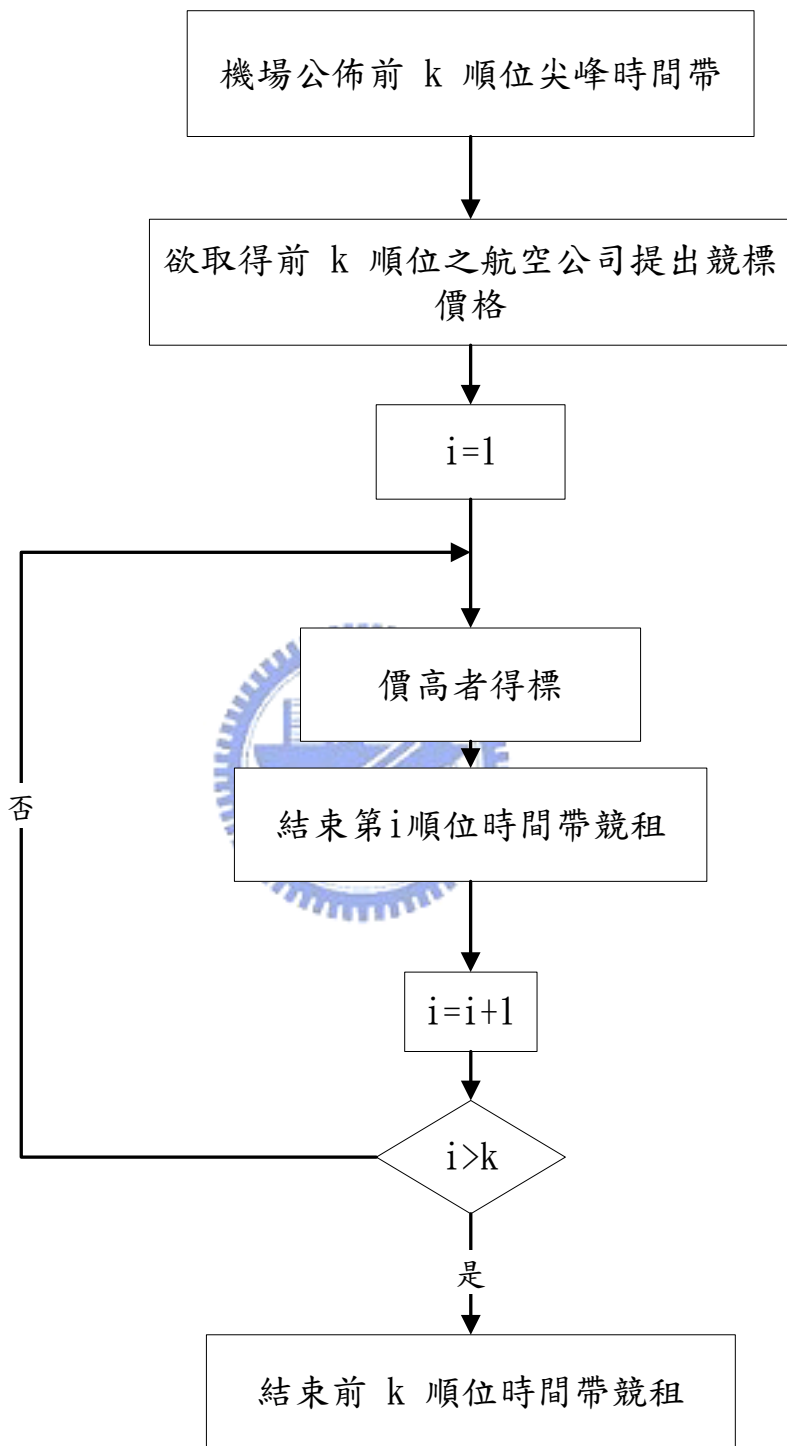 機場公佈前 k 順位尖峰時間帶
欲取得前 k 順位之航空公司提出競標
價格
i=1
價高者得標
否
結束第i順位時間帶競租
i=i+1
i>k
是
結束前 k 順位時間帶競租